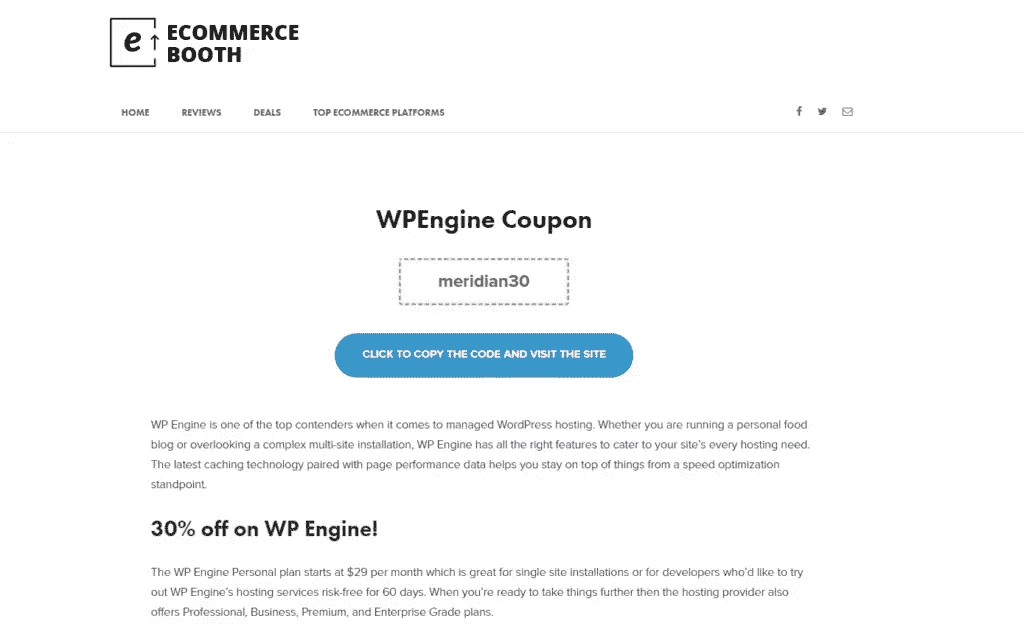 e
ECOMMERCE
BOOTH
HOME REVIEWS DEALS TOP ECOMMERCE PLATFORMS
WPEngine Coupon
meridian30
CLICK TO COPY THE CODE AND VISIT THE SITE
WP Engine is one of the top contenders when it comes to managed WordPress hosting. Whether you are running a personal food
blog or overlooking a complex multi-site installation, WP Engine has all the right features to cater to your site's every hosting need.
The latest caching technology paired with page performance data helps you stay on top of things from a speed optimization
standpoint.
30% off on WP Engine!
The WP Engine Personal plan starts at $29 per month which is great for single site installations or for developers who'd like to try
out WP Engine's hosting services risk-free for 60 days. When you're ready to take things further then the hosting provider also
offers Professional, Business, Premium, and Enterprise Grade plans.